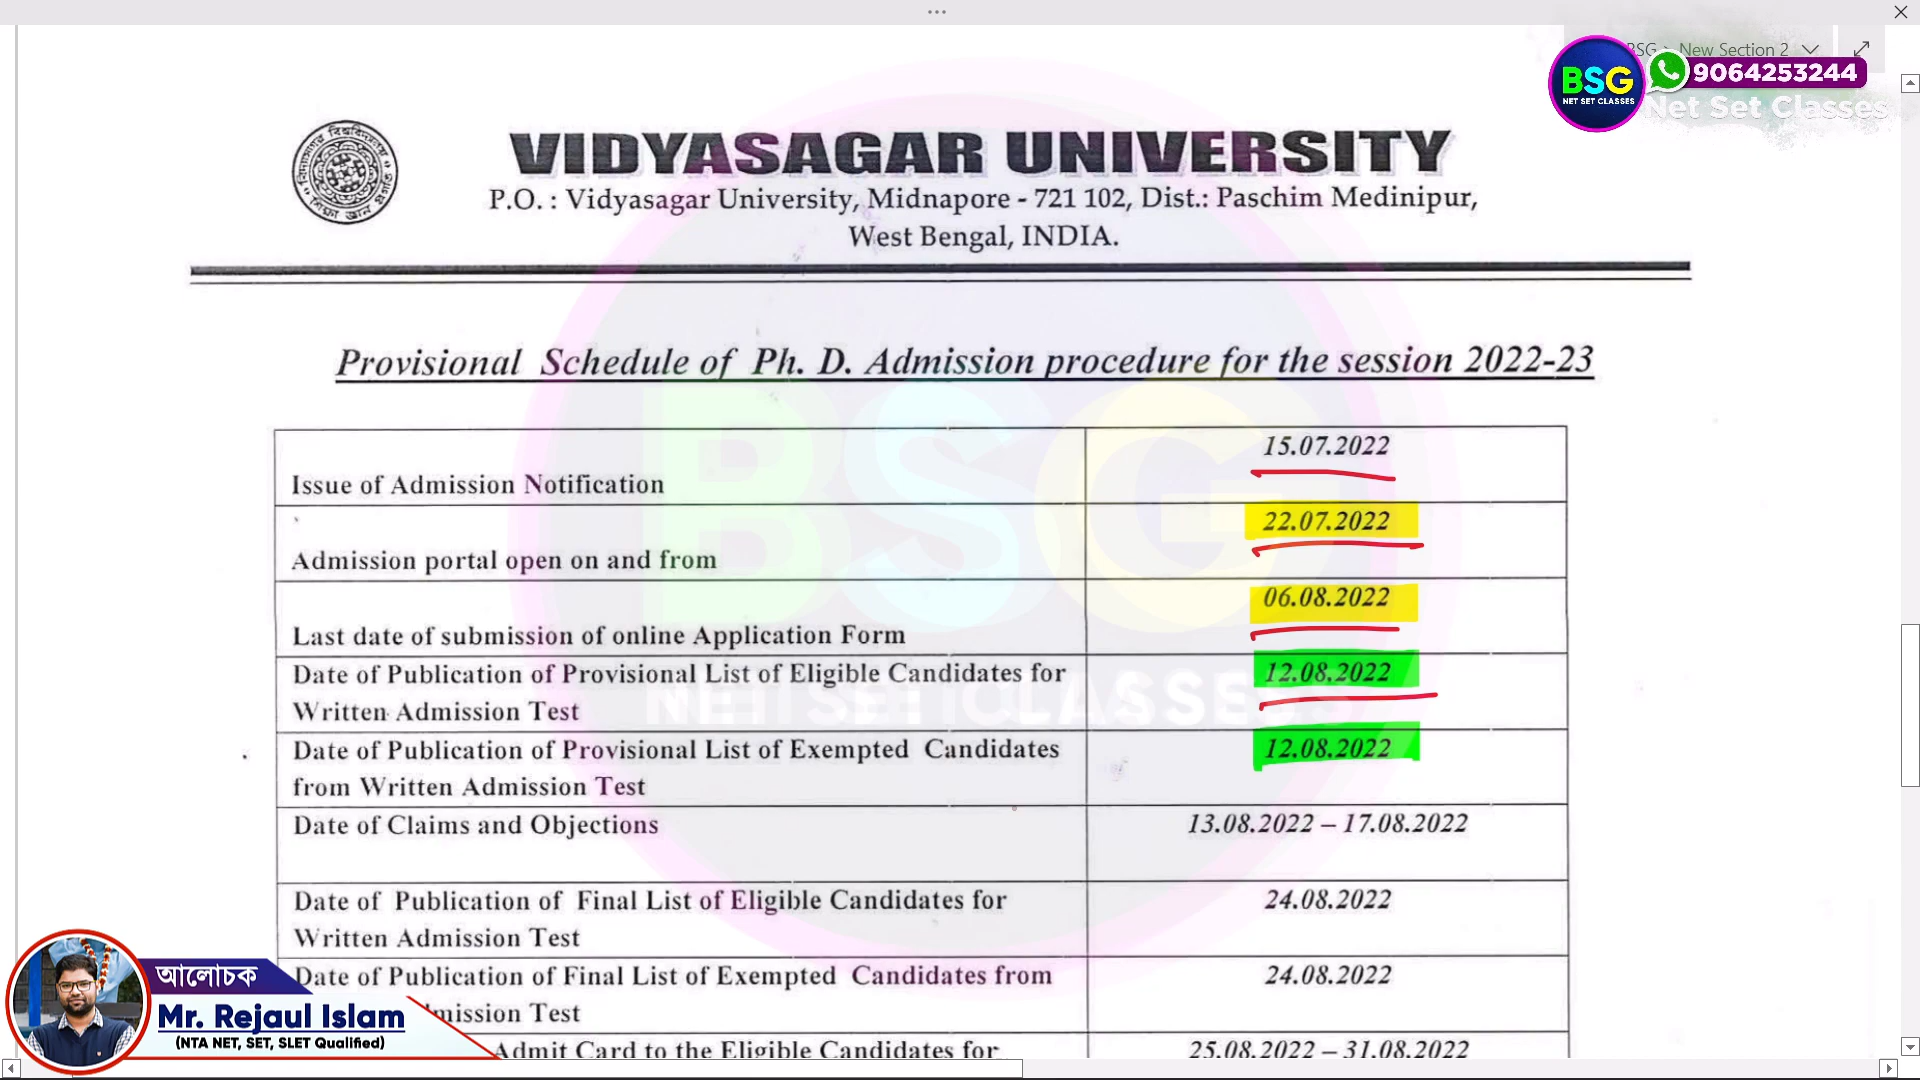 BSG
New Section 2
BSG
NET SET CLASSES
9064253244
Net Set Classes
VIDYASAGAR UNIVERSITY
P.O. : Vidyasagar University, Midnapore - 721 102, Dist.: Paschim Medinipur,
West Bengal, INDIA.
Provisional Schedule of Ph. D. Admission procedure for the session 2022-23
15.07.2022
Issue of Admission Notification
22.07.2022
Admission portal open on and from
06.08.2022
Last date of submission of online Application Form
Date of Publication of Provisional List of Eligible Candidates for 12.08.2022
Written Admission Test
NET SET CLASSES
Date of Publication of Provisional List of Exempted Candidates 12.08.2022
from Written Admission Test
Date of Claims and Objections 13.08.2022 – 17.08.2022
Date of Publication of Final List of Eligible Candidates for 24.08.2022
Written Admission Test
Date of Publication of Final List of Exempted Candidates from 24.08.2022
mission Test
Admit Card to the Eligible Candidates for 25.08.2022 – 31.08.2022
আলোচক
Mr. Rejaul Islam
(NTA NET, SET, SLET Qualified)